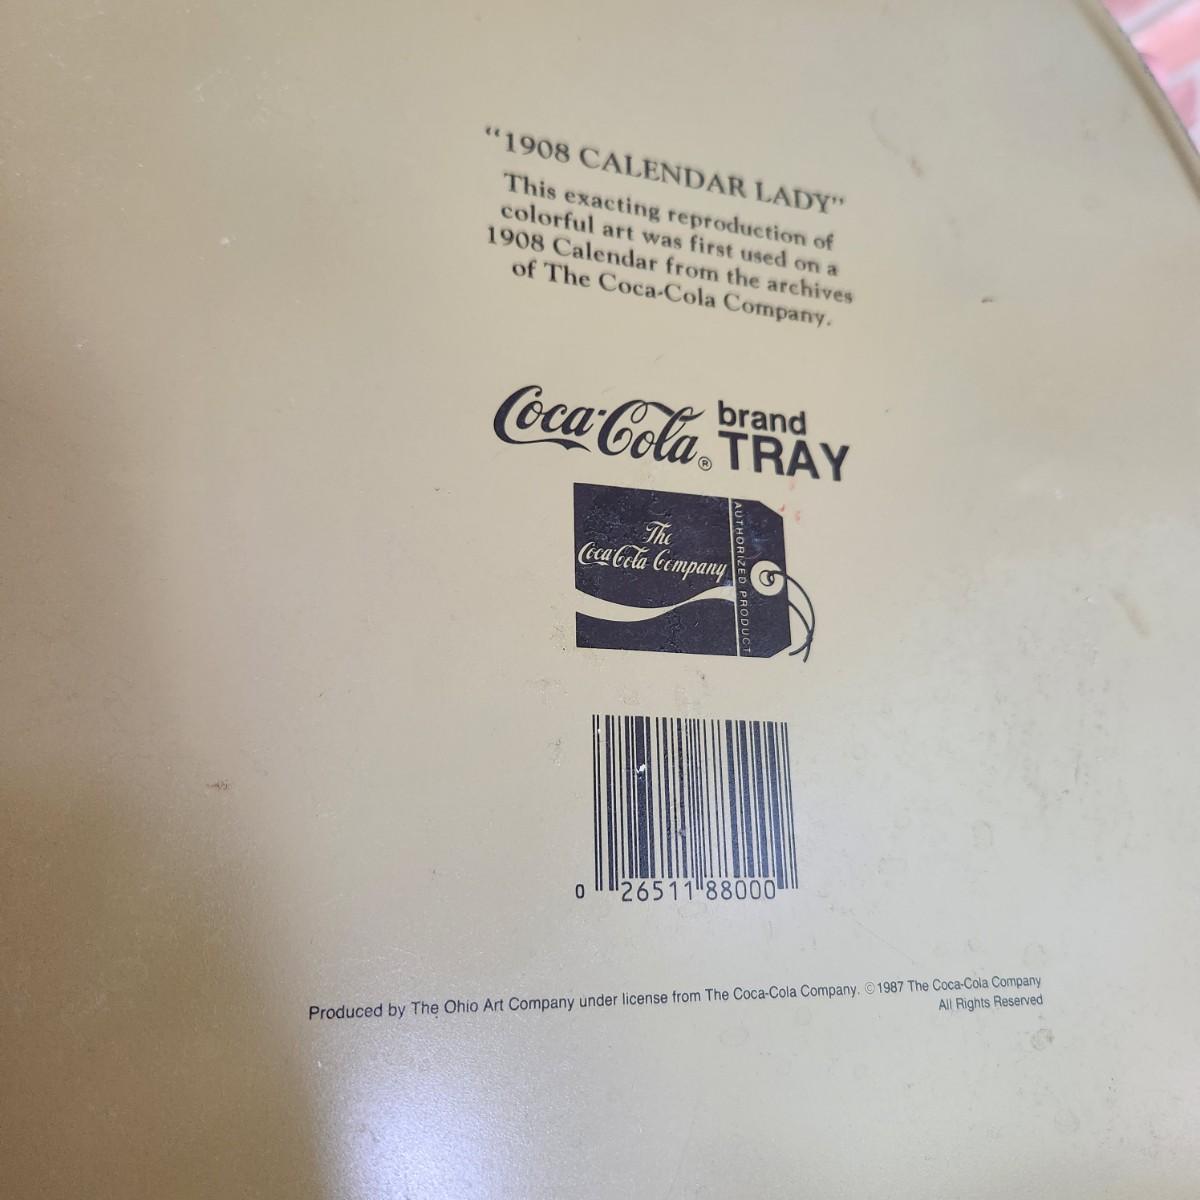 “1908 CALENDAR LADY”
This exacting reproduction of
colorful art was first used on a
1908 Calendar from the archives
of The Coca-Cola Company.
Coca-Cola® brand TRAY
The
Coca-Cola Company
AUTHORIZED PRODUCT
0 26511 88000
Produced by The Ohio Art Company under license from The Coca-Cola Company. ©1987 The Coca-Cola Company
All Rights Reserved